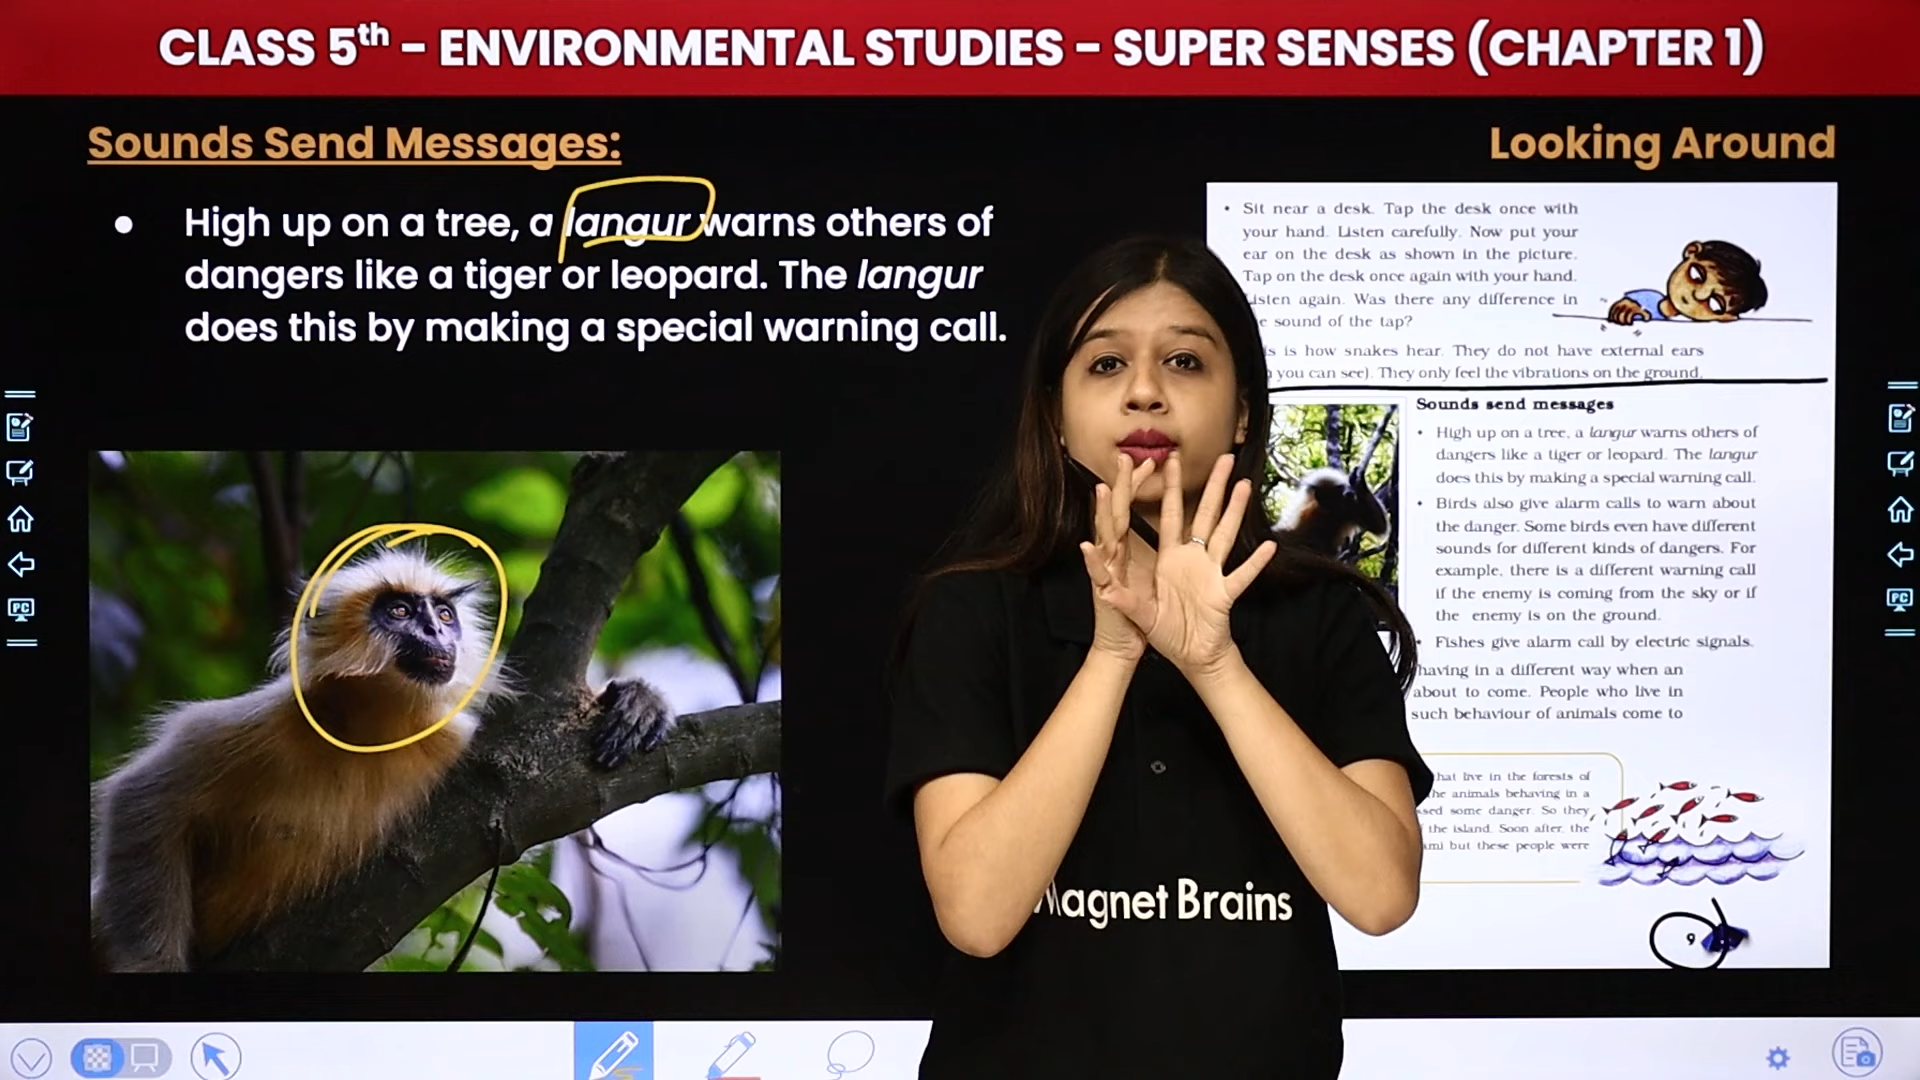 CLASS 5th – ENVIRONMENTAL STUDIES – SUPER SENSES (CHAPTER 1)
Sounds Send Messages:
• High up on a tree, a langur warns others of
dangers like a tiger or leopard. The langur
does this by making a special warning call.
Looking Around
• Sit near a desk. Tap the desk once with
your hand. Listen carefully. Now put your
ear on the desk as shown in the picture.
Tap on the desk once again with your hand.
isten again. Was there any difference in
sound of the tap?
is how snakes hear. They do not have external ears
you can see). They only feel the vibrations on the ground.
Sounds send messages
• High up on a tree, a langur warns others of
dangers like a tiger or leopard. The langur
does this by making a special warning call.
• Birds also give alarm calls to warn about
the danger. Some birds even have different
sounds for different kinds of dangers. For
example, there is a different warning call
if the enemy is coming from the sky or if
the enemy is on the ground.
• Fishes give alarm call by electric signals.
having in a different way when an
about to come. People who live in
such behaviour of animals come to
that live in the forests of
the animals behaving in a
sed some danger. So they
the island. Soon after, the
ami but these people were
9
Magnet Brains
PC
PC